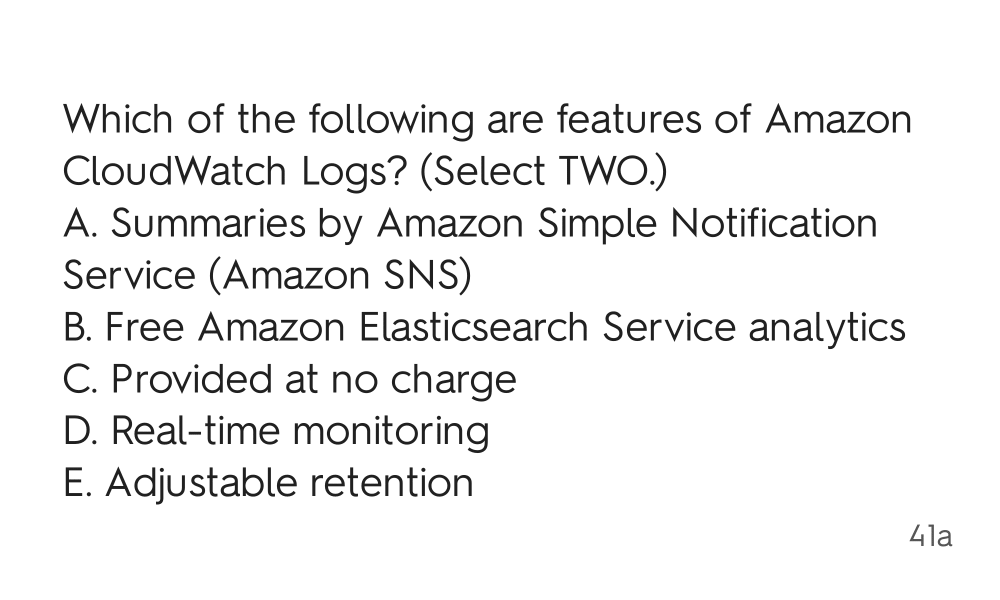 Which of the following are features of Amazon
CloudWatch Logs? (Select TWO.)
A. Summaries by Amazon Simple Notification
Service (Amazon SNS)
B. Free Amazon Elasticsearch Service analytics
C. Provided at no charge
D. Real-time monitoring
E. Adjustable retention
41a